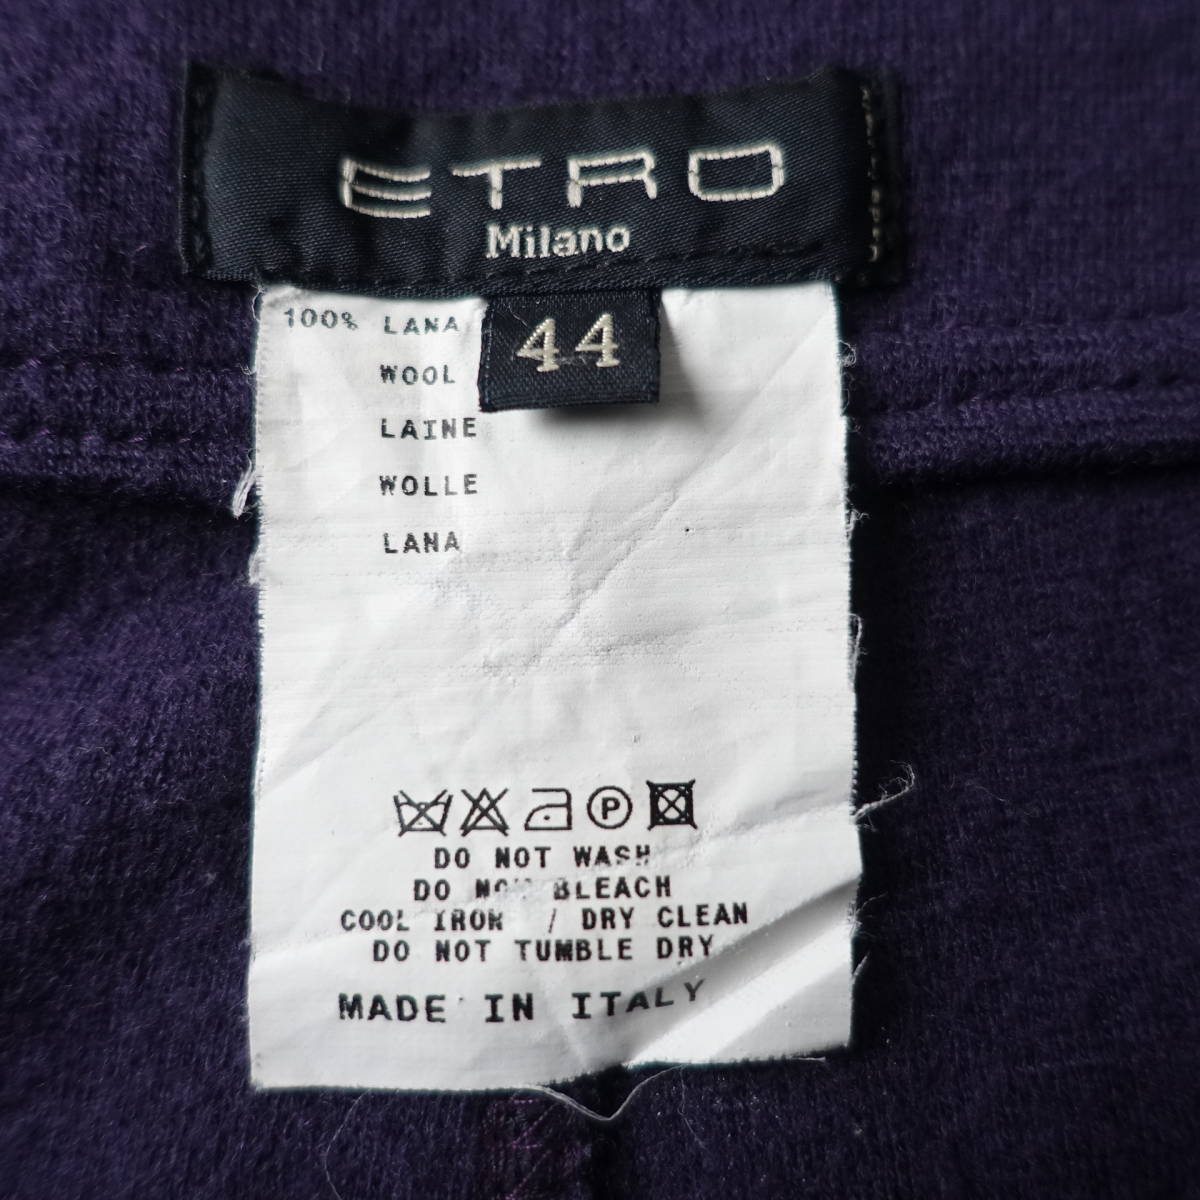 ETRO
Milano
44
100% LANA
WOOL
LAINE
WOLLE
LANA
P
DO NOT WASH
DO NOT BLEACH
COOL IRON / DRY CLEAN
DO NOT TUMBLE DRY
MADE IN ITALY